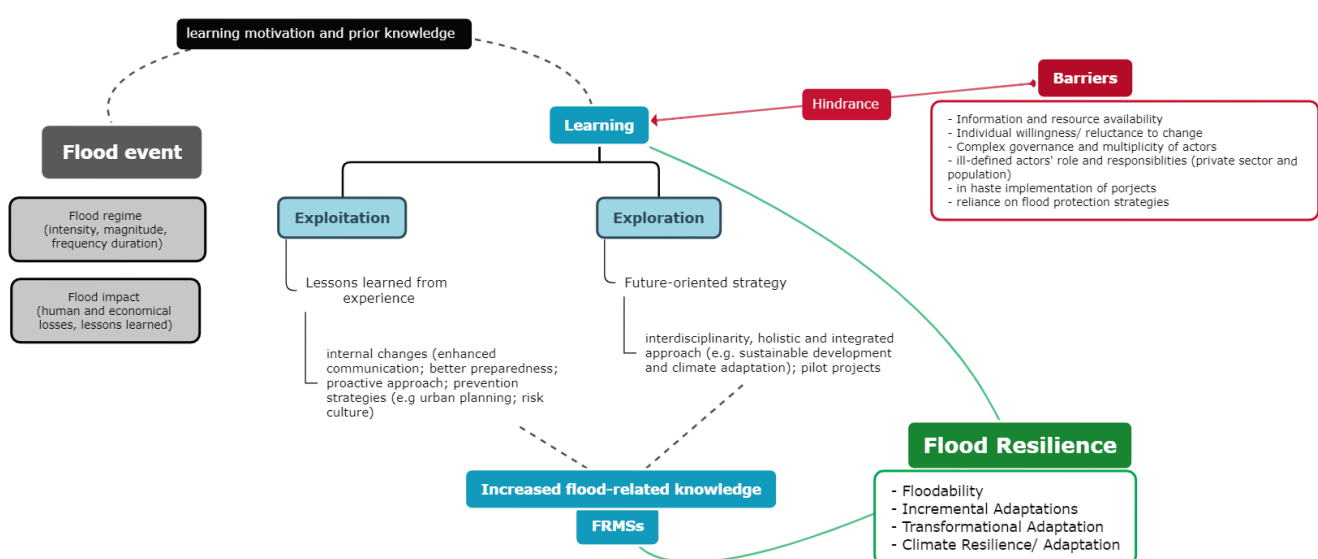 learning motivation and prior knowledge
Flood event
Flood regime
(intensity, magnitude,
frequency duration)
Flood impact
(human and economical
losses, lessons learned)
Learning
Hindrance
Barriers
- Information and resource availability
- Individual willingness/ reluctance to change
- Complex governance and multiplicity of actors
- ill-defined actors' role and responsiblities (private sector and
population)
- in haste implementation of porjects
- reliance on flood protection strategies
Exploitation
Lessons learned from
experience
internal changes (enhanced
communication; better preparedness;
proactive approach; prevention
strategies (e.g urban planning; risk
culture)
Exploration
Future-oriented strategy
interdisciplinarity, holistic and integrated
approach (e.g. sustainable development
and climate adaptation); pilot projects
Increased flood-related knowledge
FRMSs
Flood Resilience
- Floodability
- Incremental Adaptations
- Transformational Adaptation
- Climate Resilience/ Adaptation